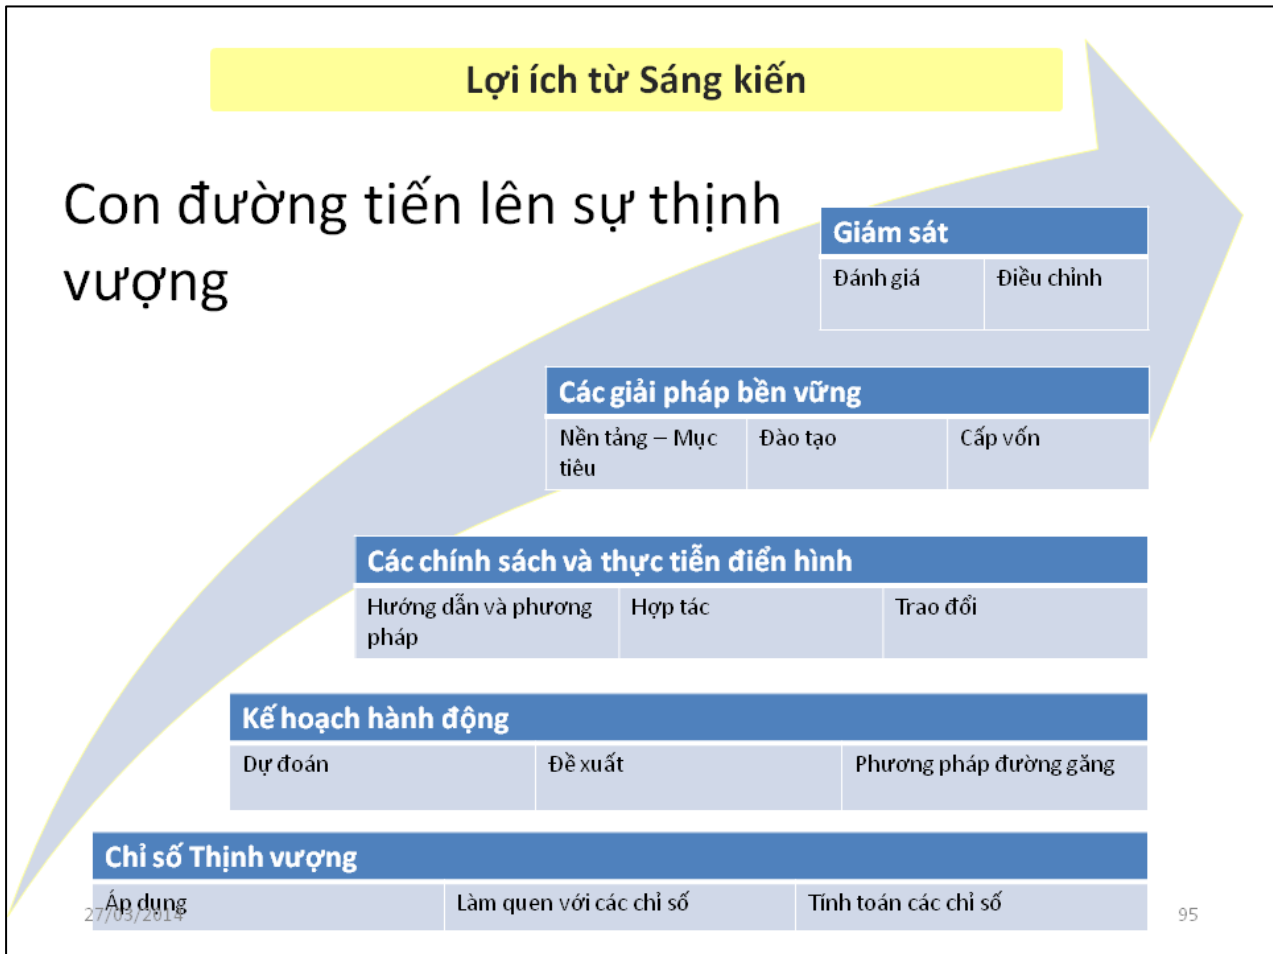 Lợi ích từ Sáng kiến
Con đường tiến lên sự thịnh
vượng
Giám sát
Đánh giá
Điều chỉnh
Các giải pháp bền vững
Nền tảng – Mục
tiêu
Đào tạo
Cấp vốn
Các chính sách và thực tiễn điển hình
Hướng dẫn và phương
pháp
Hợp tác
Trao đổi
Kế hoạch hành động
Dự đoán
Đề xuất
Phương pháp đường găng
Chỉ số Thịnh vượng
Áp dụng
Làm quen với các chỉ số
Tính toán các chỉ số
27/03/2014
95